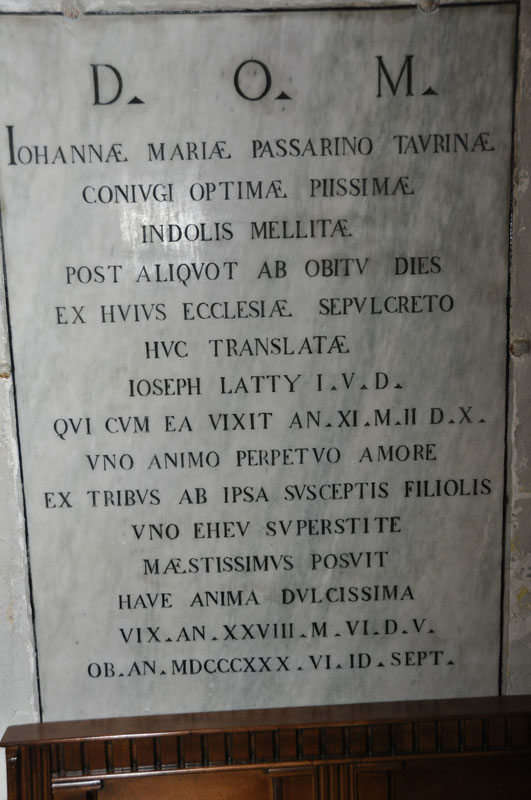 D. O. M.
IOHANNÆ MARIÆ PASSARINO TAVRINÆ
CONIVGI OPTIMÆ PIISSIMÆ
INDOLIS MELLITÆ
POST ALIQVOT AB OBITV DIES
EX HVIVS ECCLESIÆ SEPVLCRETO
HVC TRANSLATÆ
IOSEPH LATTY I.V.D.
QVI CVM EA VIXIT AN.XI.M.II D.X.
VNO ANIMO PERPETVO AMORE
EX TRIBVS AB IPSA SVSCEPTIS FILIOLIS
VNO EHEV SVPERSTITE
MÆSTISSIMVS POSVIT
HAVE ANIMA DVLCISSIMA
VIX.AN.XXVIII.M.VI.D.V.
OB.AN.MDCCCXXX.VI.ID.SEPT.